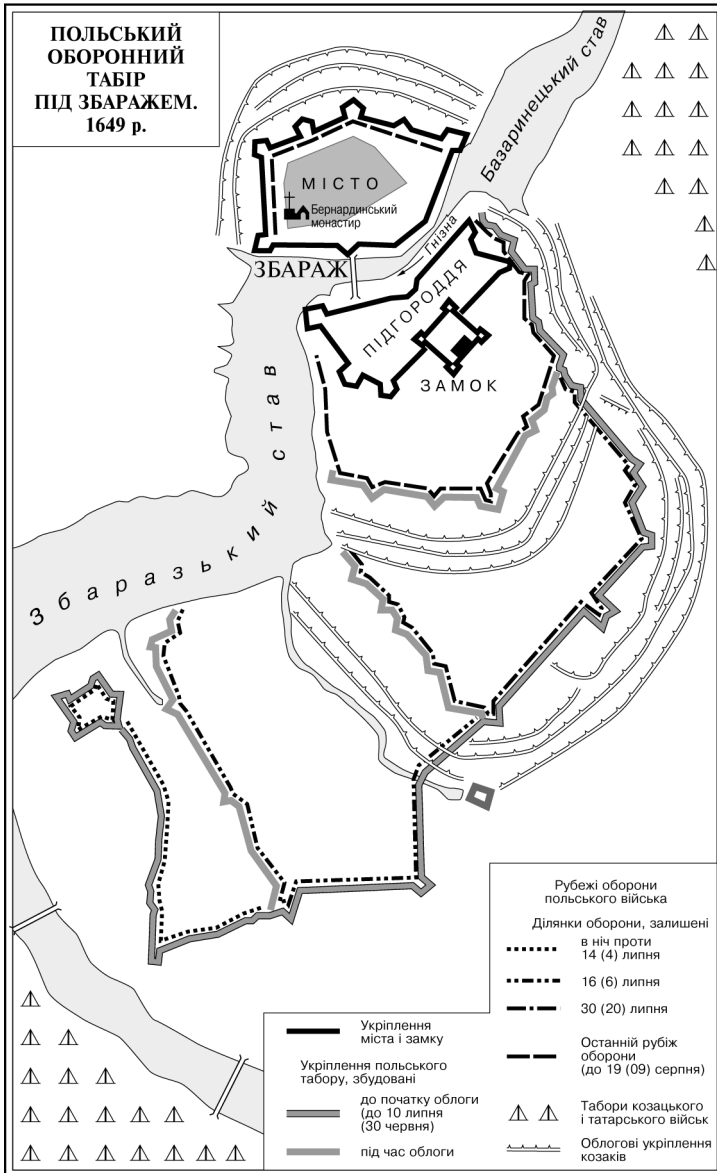 ПОЛЬСЬКИЙ
ОБОРОННИЙ
ТАБІР
ПІД ЗБАРАЖЕМ.
1649 р.
Базаринецький став
МІСТО
Бернардинський
монастир
Гнізна
ЗБАРАЖ
ПІДГОРОДДЯ
ЗАМОК
Збаразький став
Рубежі оборони
польського війська
Ділянки оборони, залишені
в ніч проти
14 (4) липня
16 (6) липня
30 (20) липня
Останній рубіж
оборони
(до 19 (09) серпня)
Табори козацького
і татарського військ
Облогові укріплення
козаків
Укріплення
міста і замку
Укріплення польського
табору, збудовані
до початку облоги
(до 10 липня
(30 червня)
під час облоги